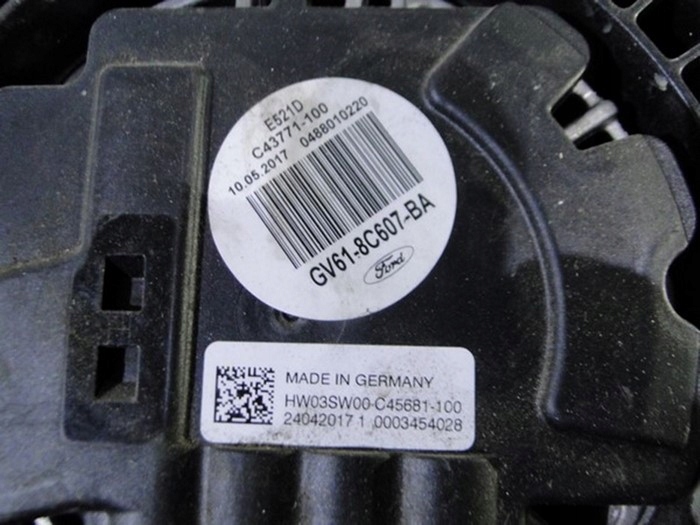 E521D
C43771-100
10.05.2017 0488010220
GV61-8C607-BA
Ford
MADE IN GERMANY
HW03SW00-C45681-100
24042017 1 0003454028